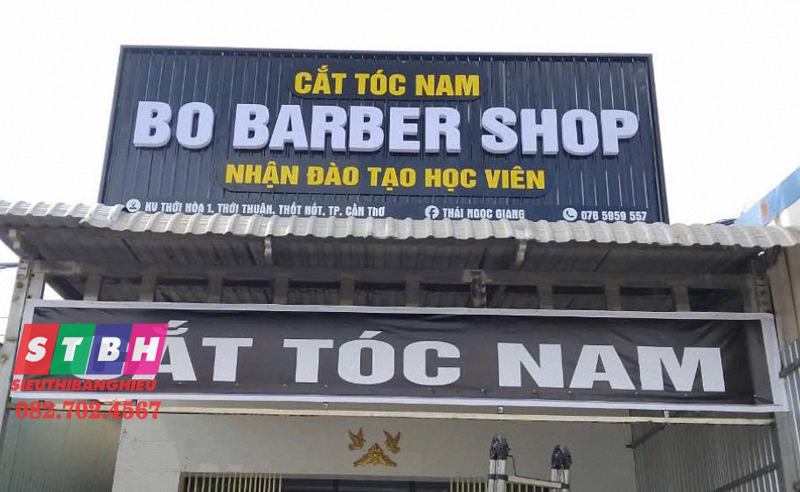 CẮT TÓC NAM
BO BARBER SHOP
NHẬN ĐÀO TẠO HỌC VIÊN
KV THỚI HÒA 1, THỚI THUẬN, THỐT NỐT, TP. CẦN THƠ THÁI NGỌC GIANG 076 5959 557
ẮT TÓC NAM
STBH
SIEUTHIBANGHIEU
082.702.4567